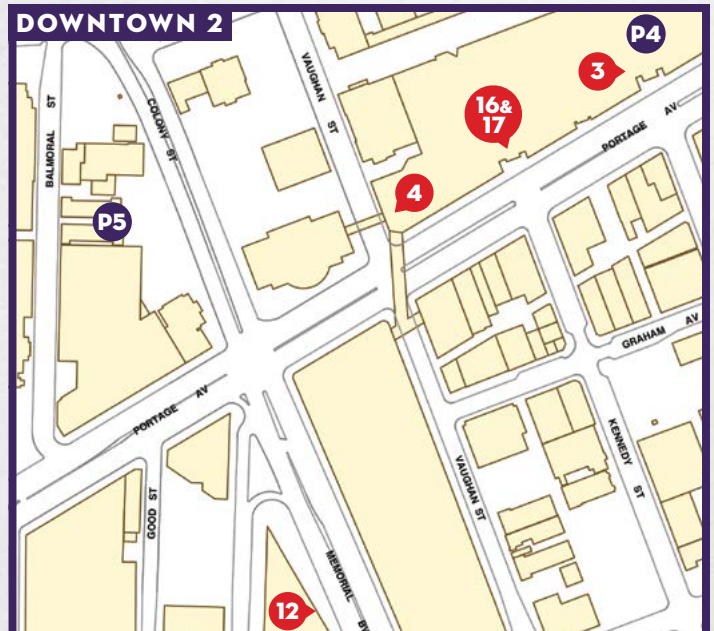 DOWNTOWN 2
P4
3
VAUGHAN ST
16&
17
PORTAGE AV
BALMORAL ST
COLONY ST
4
P5
GRAHAM AV
PORTAGE AV
KENNEDY ST
VAUGHAN ST
GOOD ST
MEMORIAL
12